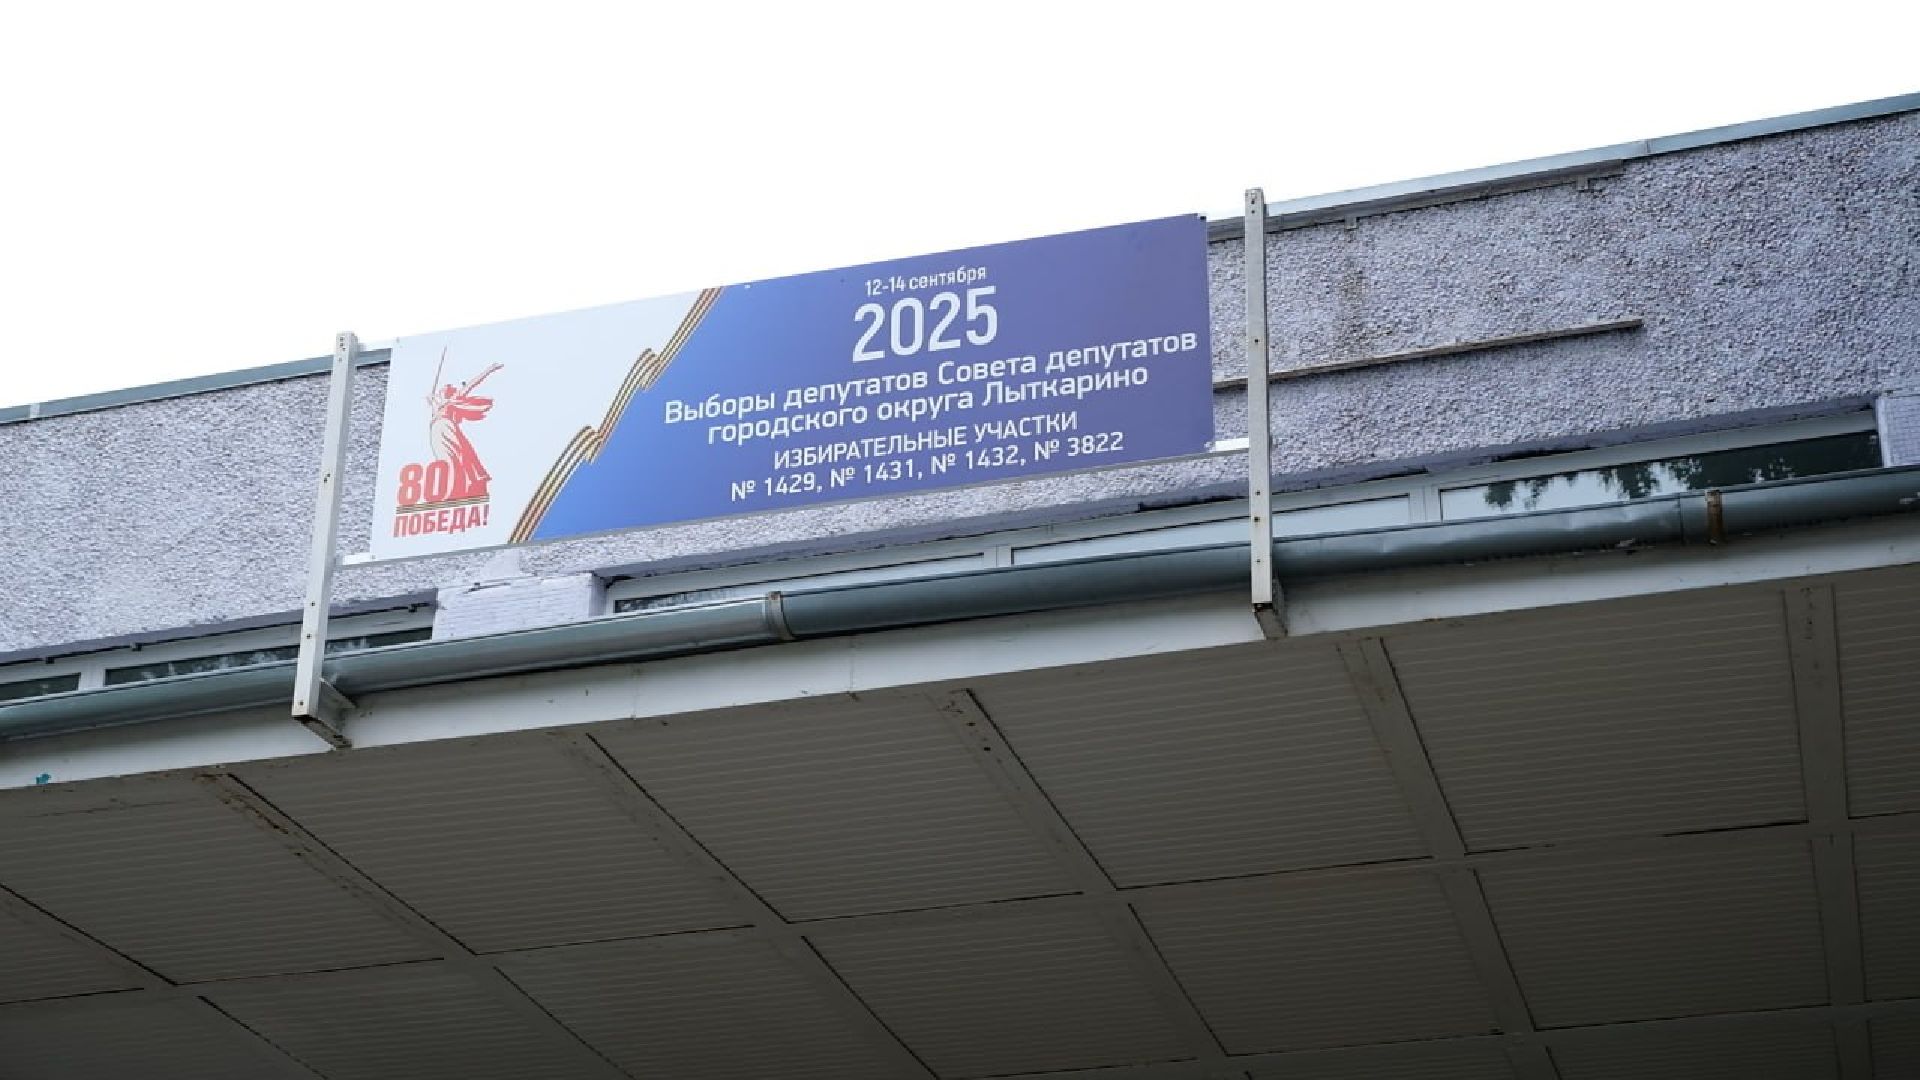 80
ПОБЕДА!
12-14 сентября
2025
Выборы депутатов Совета депутатов
городского округа Лыткарино
ИЗБИРАТЕЛЬНЫЕ УЧАСТКИ
№ 1429, № 1431, № 1432, № 3822